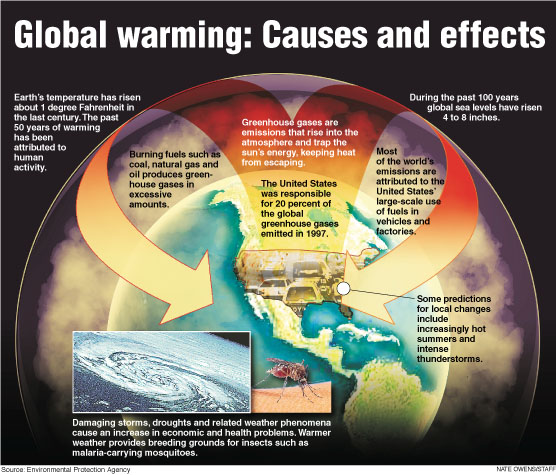 Global warming: Causes and effects
Earth's temperature has risen
about 1 degree Fahrenheit in
the last century. The past
50 years of warming
has been
attributed to
human
activity.
Burning fuels such as
coal, natural gas and
oil produces green-
house gases in
excessive
amounts.
Greenhouse gases are
emissions that rise into the
atmosphere and trap the
sun's energy, keeping heat
from escaping.
The United States
was responsible
for 20 percent of
the global
greenhouse gases
emitted in 1997.
During the past 100 years
global sea levels have risen
4 to 8 inches.
Most
of the world's
emissions are
attributed to the
United States'
large-scale use
of fuels in
vehicles and
factories.
Some predictions
for local changes
include
increasingly hot
summers and
intense
thunderstorms.
Damaging storms, droughts and related weather phenomena
cause an increase in economic and health problems. Warmer
weather provides breeding grounds for insects such as
malaria-carrying mosquitoes.
Source: Environmental Protection Agency
NATE OWENS/STAFF